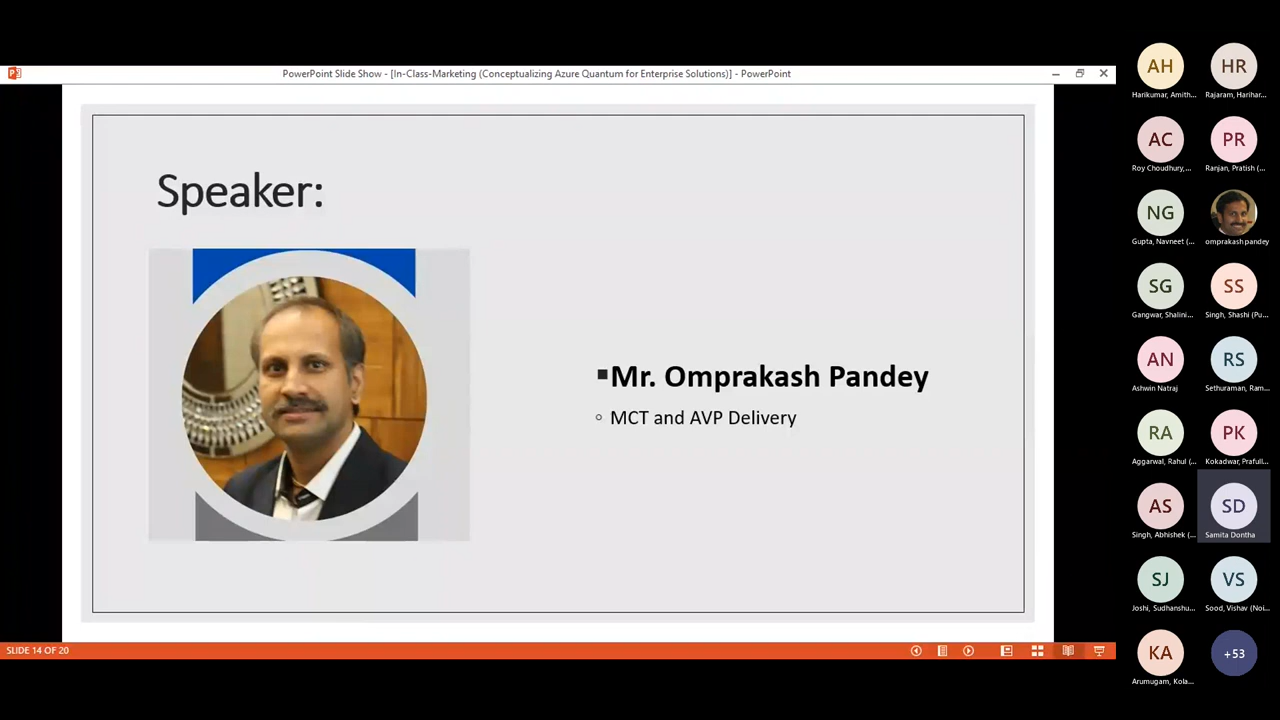 PowerPoint Slide Show - [In-Class-Marketing (Conceptualizing Azure Quantum for Enterprise Solutions)] - PowerPoint
Speaker:
Mr. Omprakash Pandey
MCT and AVP Delivery
SLIDE 14 OF 20
AH
HR
Harikumar, Amith...
Rajaram, Harihar...
AC
PR
Roy Choudhury,...
Ranjan, Pratish (...
NG
Gupta, Navneet (...
omprakash pandey
SG
SS
Gangwar, Shalini...
Singh, Shashi (Pu...
AN
RS
Ashwin Natraj
Sethuraman, Ram...
RA
PK
Aggarwal, Rahul (...
Kokadwar, Prafull...
AS
SD
Singh, Abhishek (...
Samita Dontha
SJ
VS
Joshi, Sudhanshu...
Sood, Vishav (Noi...
KA
+53
Arumugam, Kola...